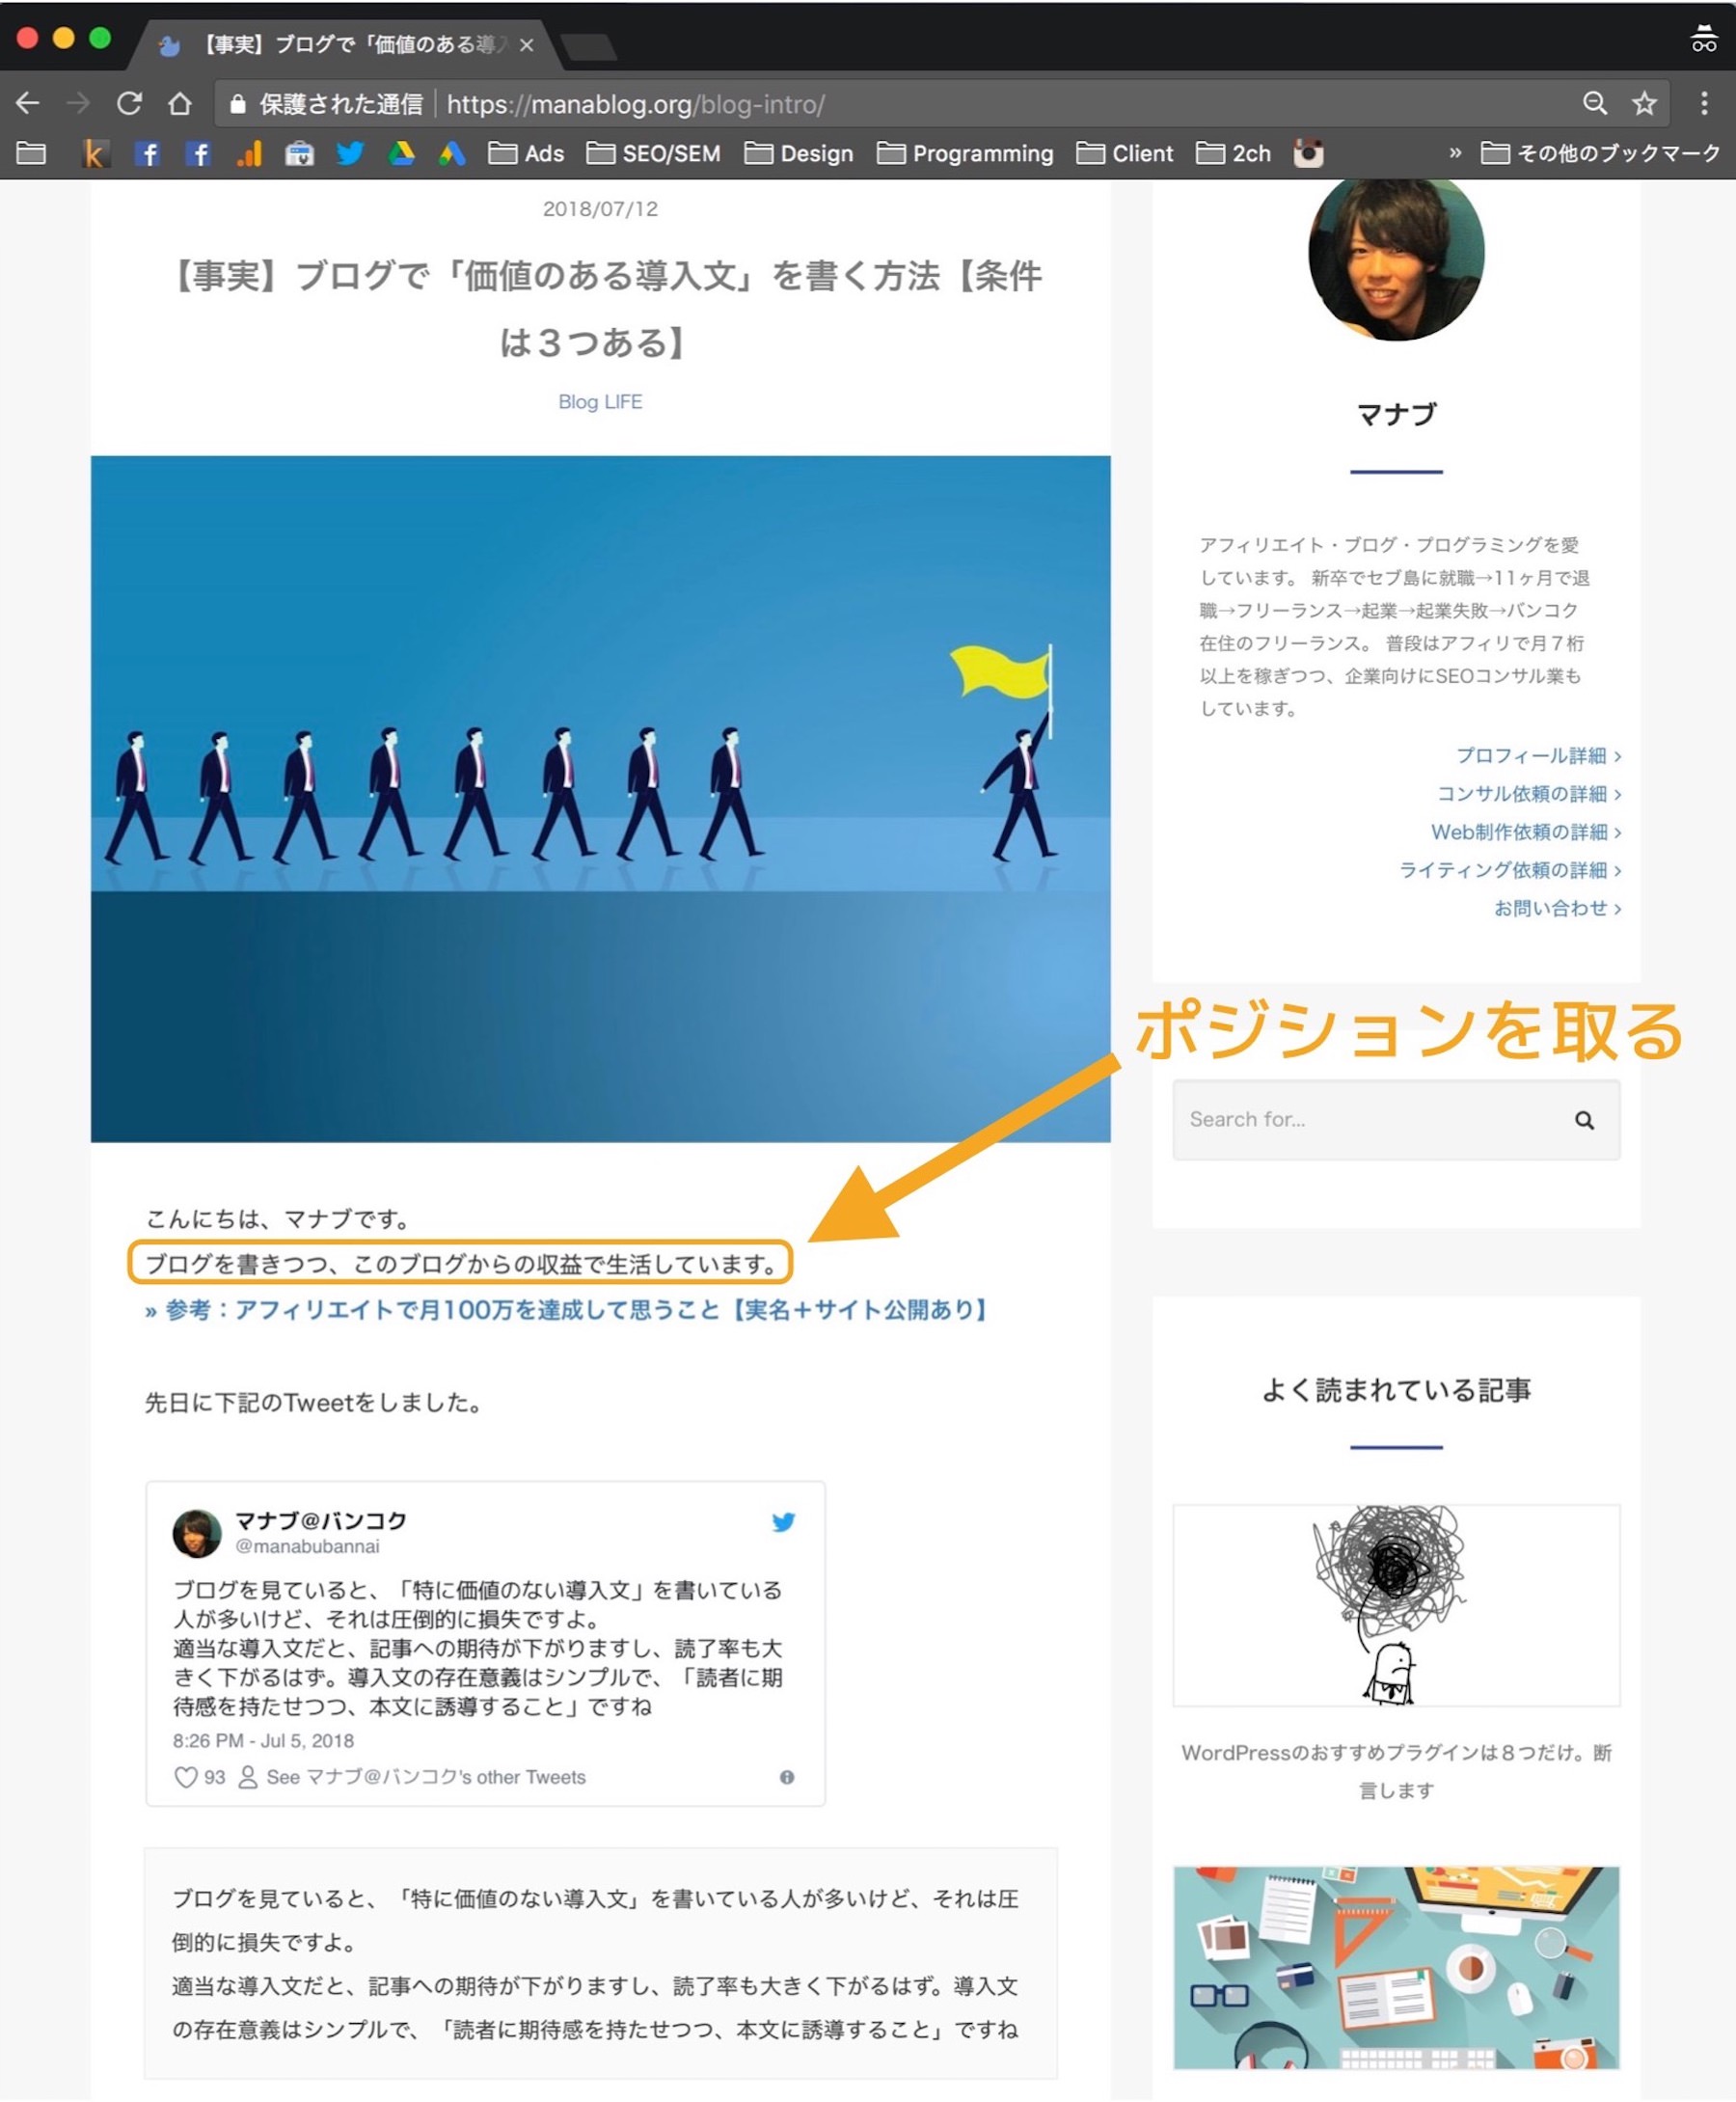 【事実】ブログで「価値のある導
保護された通信
https://manablog.org/blog-intro/
Ads
SEO/SEM
Design
Programming
Client
2ch
»
その他のブックマーク
2018/07/12
【事実】ブログで「価値のある導入文」を書く方法【条件
は３つある】
Blog LIFE
こんにちは、マナブです。
ブログを書きつつ、このブログからの収益で生活しています。
» 参考：アフィリエイトで月100万を達成して思うこと【実名＋サイト公開あり】
先日に下記のTweetをしました。
マナブ@バンコク
@manabubannai
ブログを見ていると、「特に価値のない導入文」を書いている
人が多いけど、それは圧倒的に損失ですよ。
適当な導入文だと、記事への期待が下がりますし、読了率も大
きく下がるはず。導入文の存在意義はシンプルで、「読者に期
待感を持たせつつ、本文に誘導すること」ですね
8:26 PM - Jul 5, 2018
93 See マナブ@バンコク's other Tweets
ブログを見ていると、「特に価値のない導入文」を書いている人が多いけど、それは圧
倒的に損失ですよ。
適当な導入文だと、記事への期待が下がりますし、読了率も大きく下がるはず。導入文
の存在意義はシンプルで、「読者に期待感を持たせつつ、本文に誘導すること」ですね
マナブ
アフィリエイト・ブログ・プログラミングを愛
しています。 新卒でセブ島に就職→11ヶ月で退
職→フリーランス→起業→起業失敗→バンコク
在住のフリーランス。 普段はアフィリで月７桁
以上を稼ぎつつ、企業向けにSEOコンサル業も
しています。
プロフィール詳細 ›
コンサル依頼の詳細 ›
Web制作依頼の詳細 ›
ライティング依頼の詳細 ›
お問い合わせ ›
ポジションを取る
Search for...
よく読まれている記事
WordPressのおすすめプラグインは８つだけ。断
言します